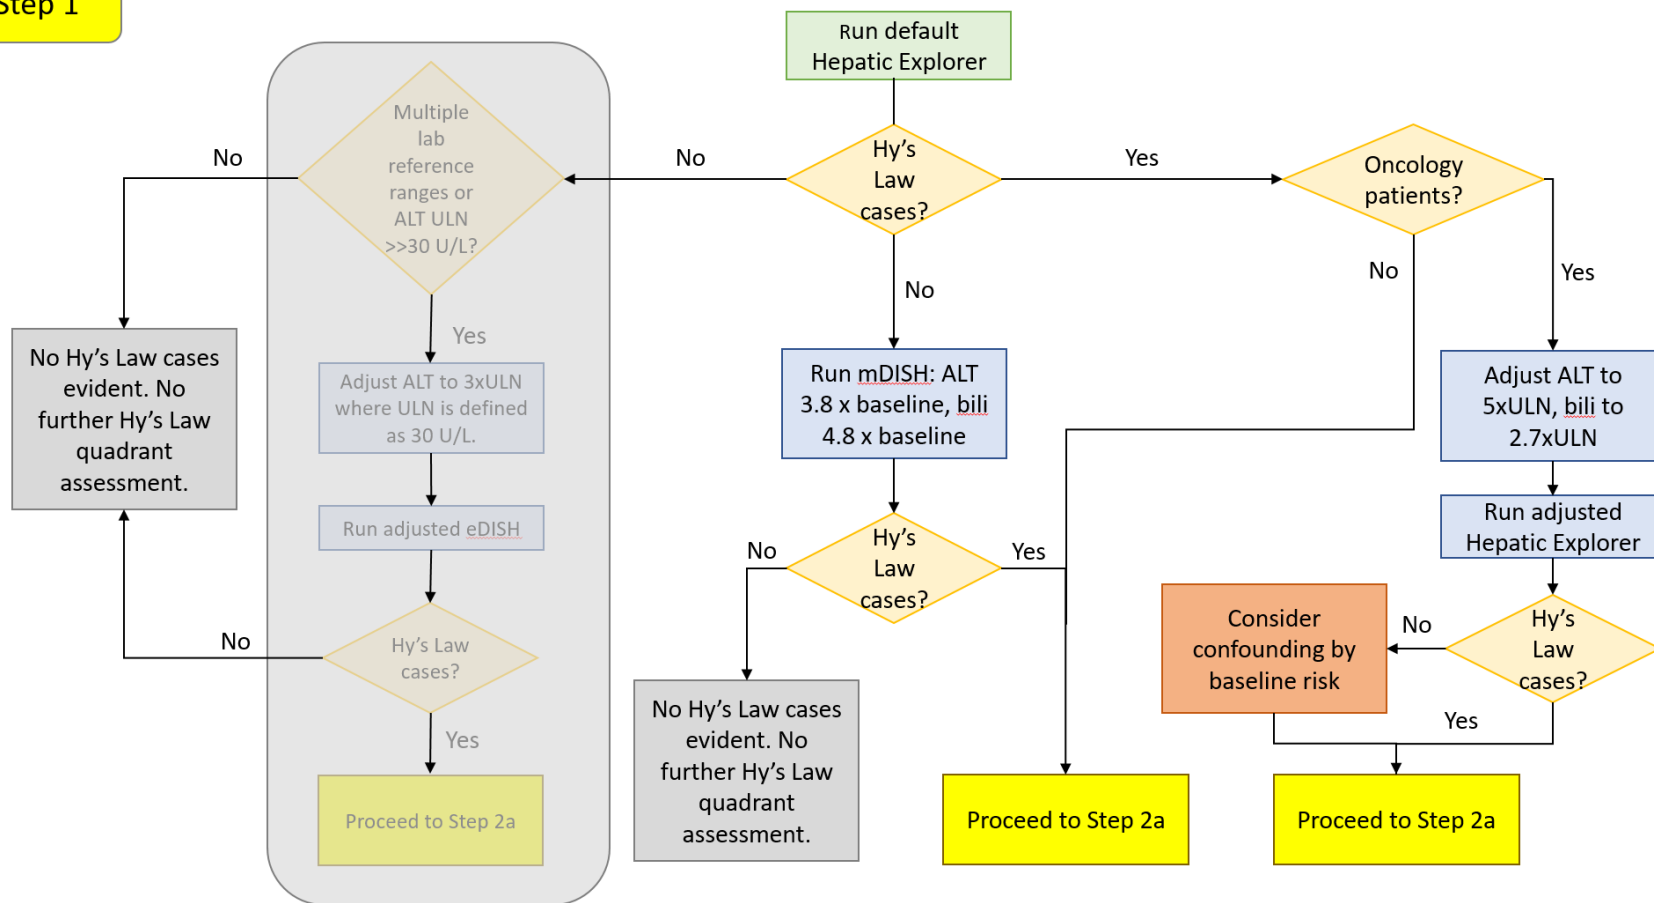 Step 1
Run default
Hepatic Explorer
Multiple
lab
reference
ranges or
ALT ULN
>>30 U/L?
No
No
Hy's
Law
cases?
Yes
Oncology
patients?
No
Yes
No
Yes
No Hy's Law cases
evident. No
further Hy's Law
quadrant
assessment.
Adjust ALT to 3xULN
where ULN is defined
as 30 U/L.
Run mDISH: ALT
3.8 x baseline, bili
4.8 x baseline
Adjust ALT to
5xULN, bili to
2.7xULN
Run adjusted eDISH
Run adjusted
Hepatic Explorer
No
Hy's
Law
cases?
Yes
No
Hy's Law
cases?
Consider
confounding by
baseline risk
No
Hy's
Law
cases?
Yes
Yes
No Hy's Law cases
evident. No
further Hy's Law
quadrant
assessment.
Proceed to Step 2a
Proceed to Step 2a
Proceed to Step 2a